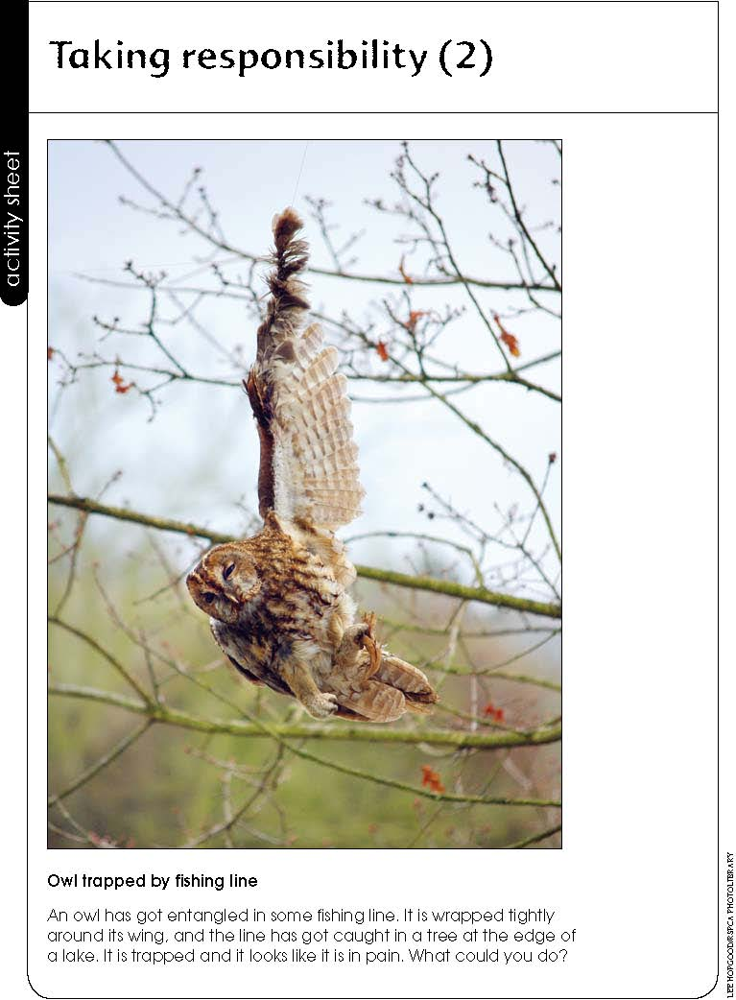 Taking responsibility (2)
activity sheet
Owl trapped by fishing line
An owl has got entangled in some fishing line. It is wrapped tightly
around its wing, and the line has got caught in a tree at the edge of
a lake. It is trapped and it looks like it is in pain. What could you do?
LEE HOPGOOD/RSPCA PHOTOLIBRARY